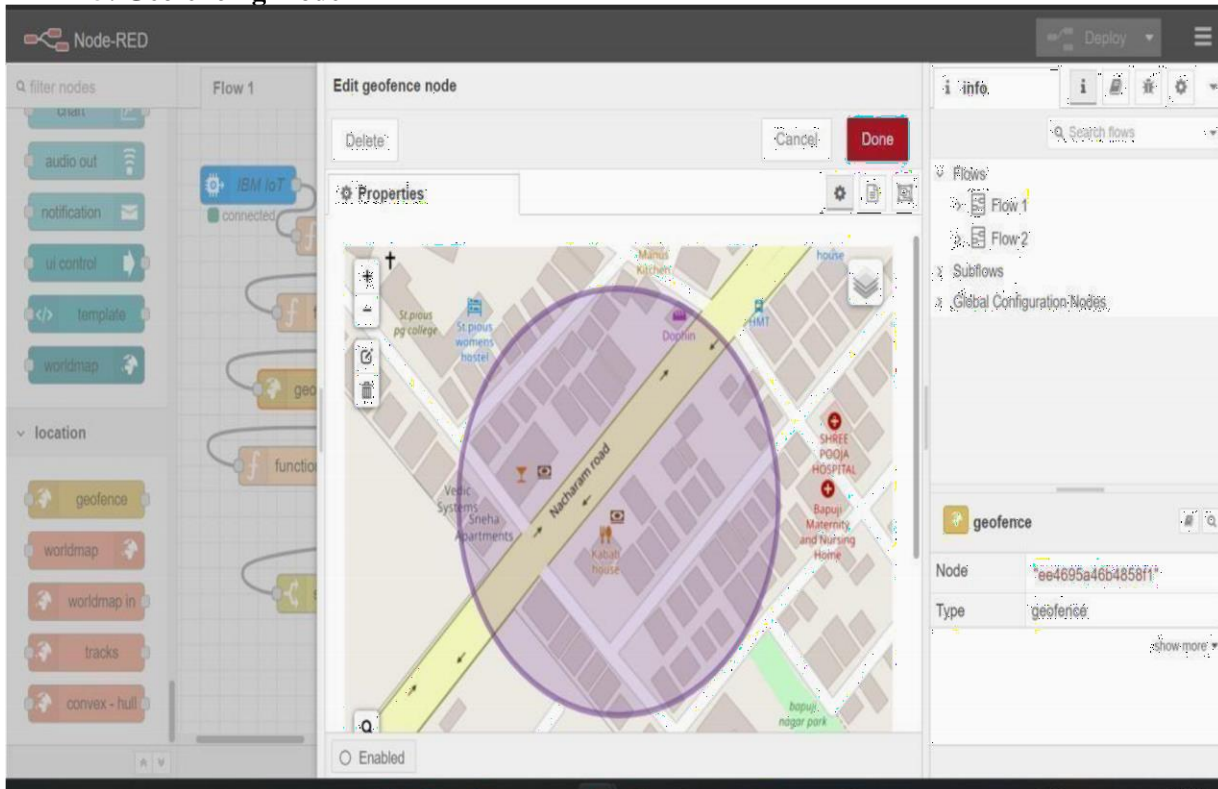 Node-RED
Deploy
filter nodes
chart
audio out
notification
ui control
</> template
worldmap
location
geofence
worldmap
worldmap in
tracks
convex - hull
Flow 1
IBM IoT
connected
geo
functio
Edit geofence node
Delete
Cancel
Done
Properties
Manus
Kitchen
house
St.pious
pg college
St.pious
womens
hostel
Dolphin
HMT
SHREE
POOJA
HOSPITAL
Bapuji
Maternity
and Nursing
Home
Nacharam road
Vedic
Systems
Sneha
Apartments
Kabab
house
bapuji
nagar park
Enabled
i info
i
Search flows
Flows
Flow 1
Flow 2
Subflows
Global Configuration Nodes
geofence
Node "ee4695a46b4858f1"
Type geofence
show more